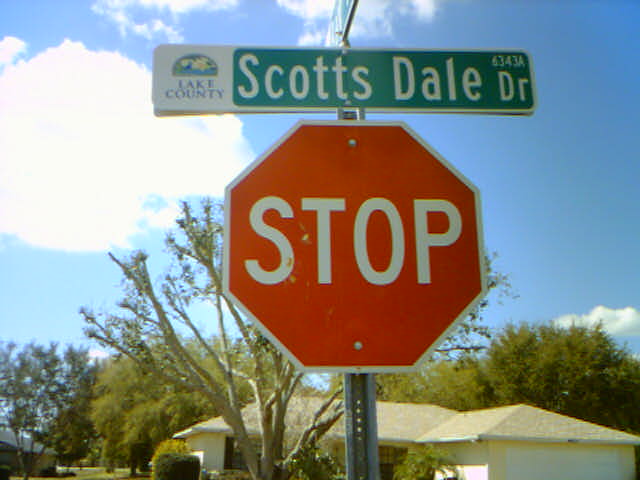 LAKE
COUNTY
Scotts Dale Dr
6343A
STOP